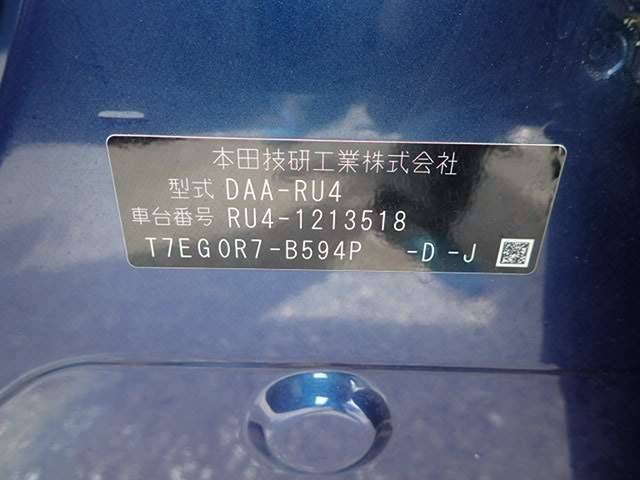 本田技研工業株式会社
型式 DAA-RU4
車台番号 RU4-1213518
T7EG0R7-B594P -D -J